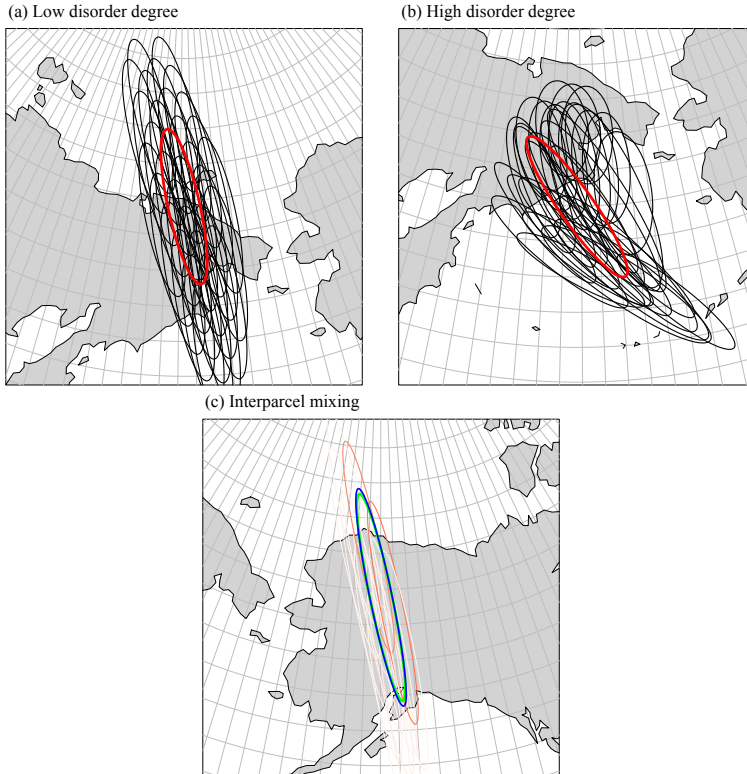 (a) Low disorder degree
(b) High disorder degree
(c) Interparcel mixing